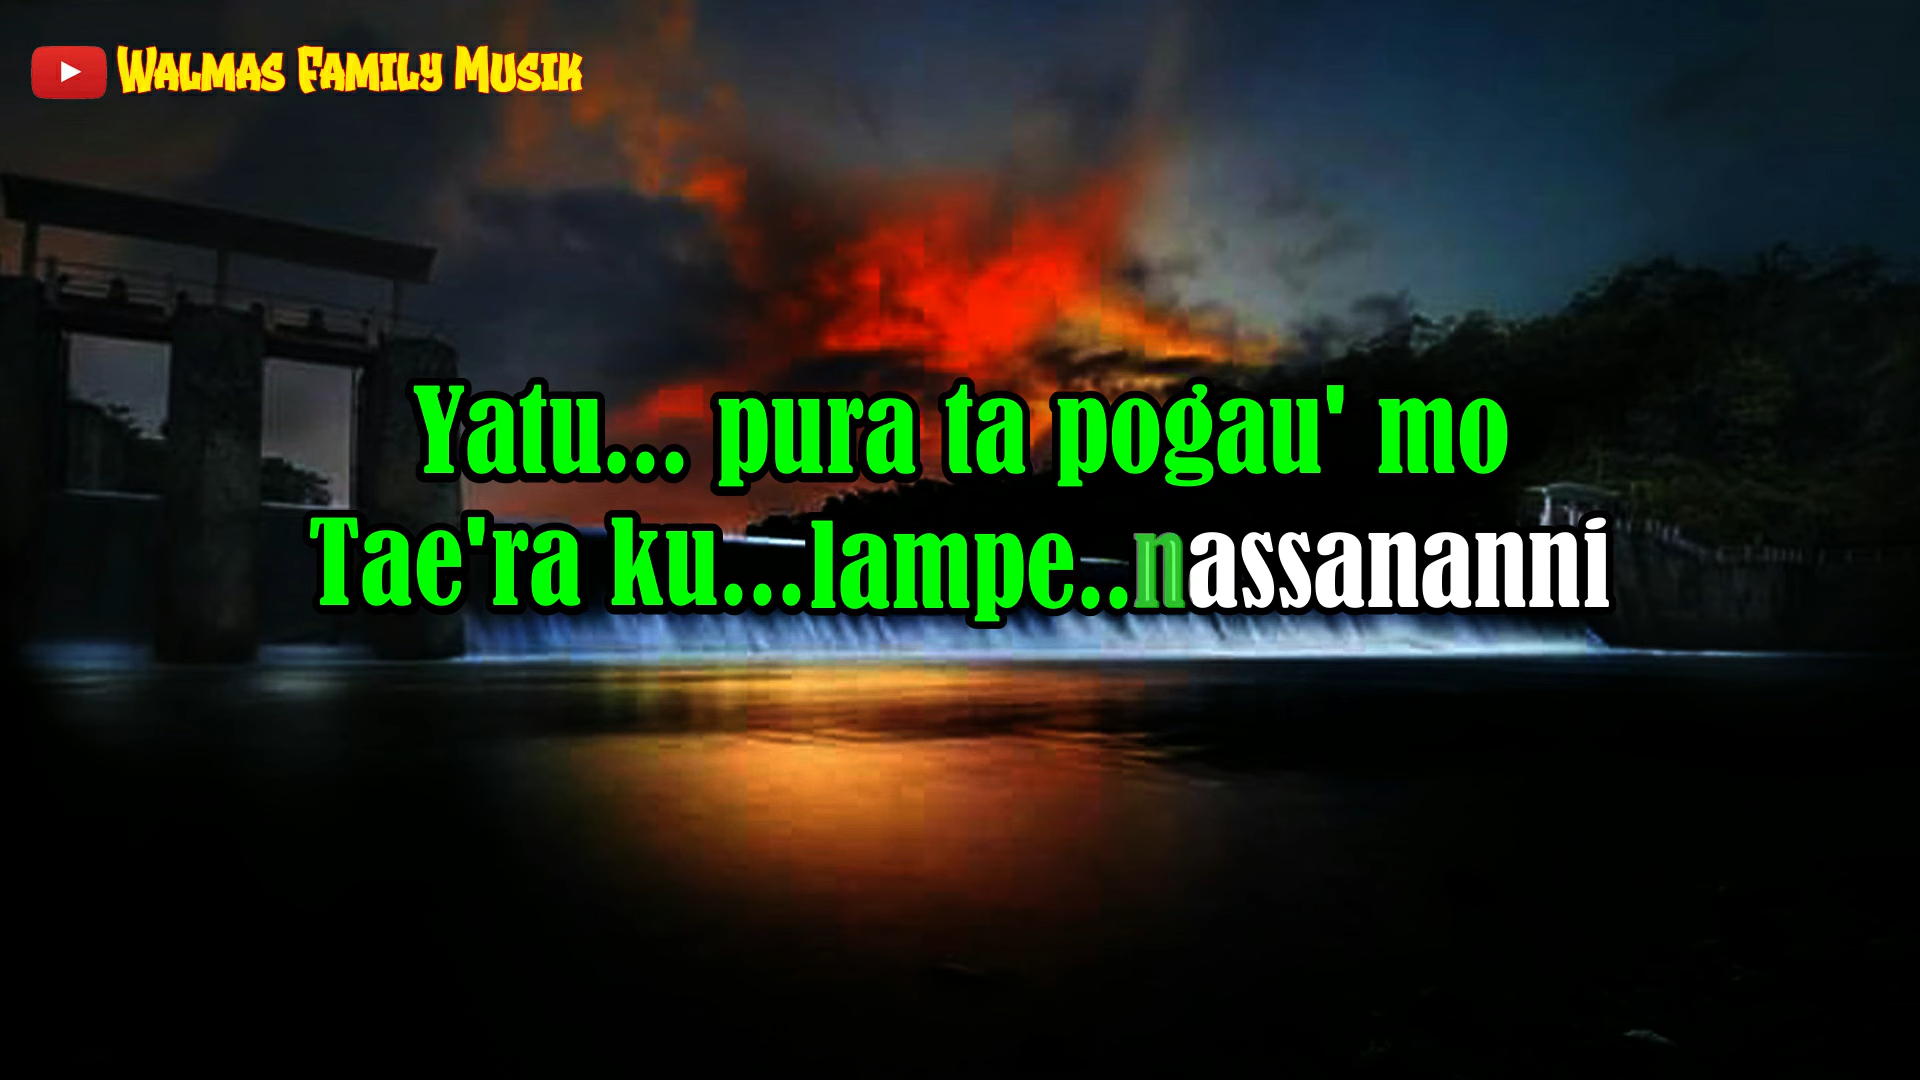 Walmas Family Musik
Yatu... pura ta pogau' mo
Tae'ra ku...lampe..nassananni